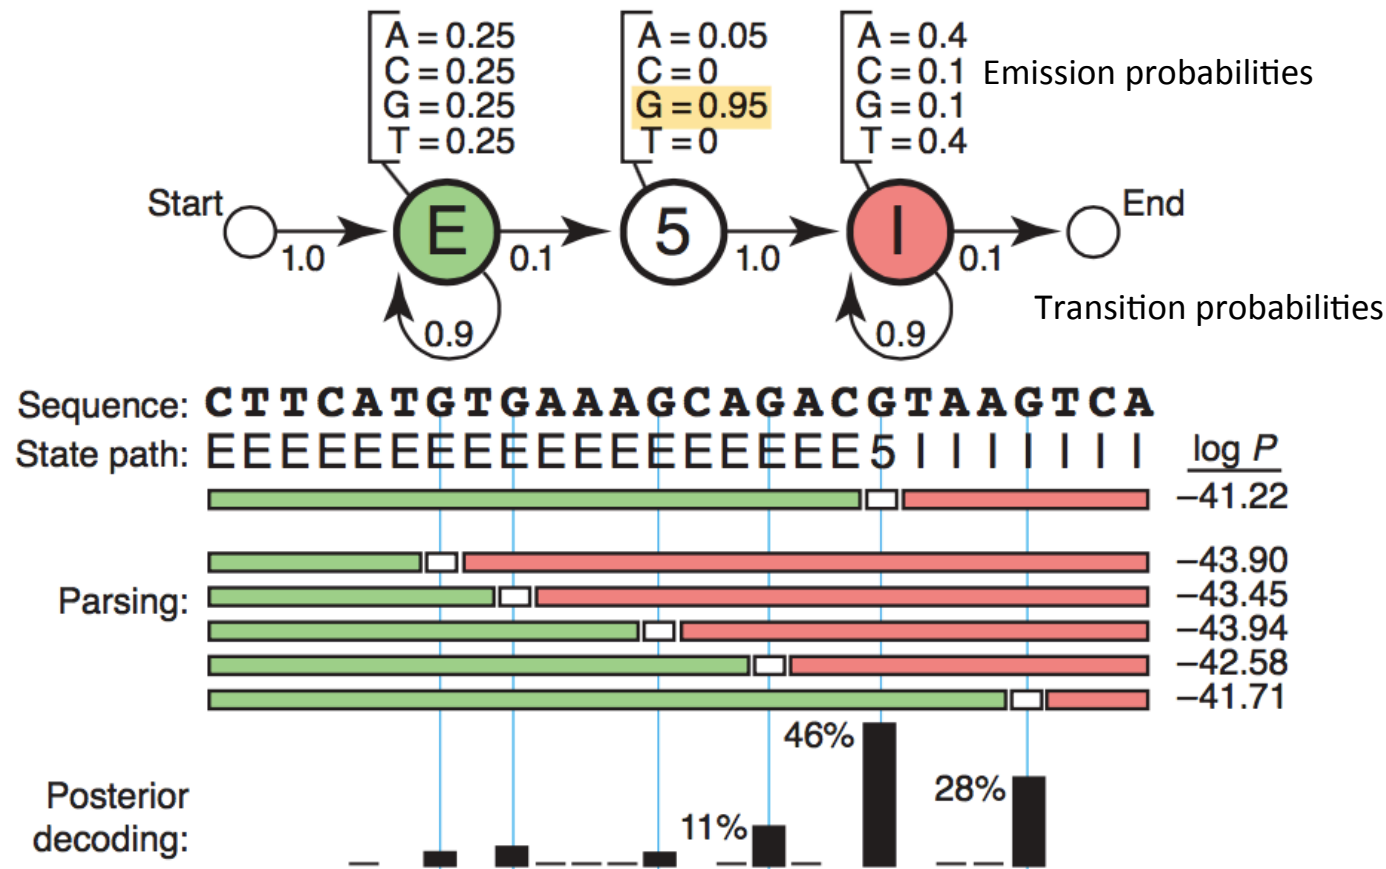 A = 0.25
C = 0.25
G = 0.25
T = 0.25
A = 0.05
C = 0
G = 0.95
T = 0
A = 0.4
C = 0.1
G = 0.1
T = 0.4
Emission probabilities
Start
1.0
E
0.1
5
1.0
I
0.1
End
0.9
0.9
Transition probabilities
Sequence: C T T C A T G T G A A A G C A G A C G T A A G T C A
State path: E E E E E E E E E E E E E E E E E E 5 I I I I I I I
log P
−41.22
Parsing:
−43.90
−43.45
−43.94
−42.58
−41.71
Posterior
decoding:
11%
46%
28%